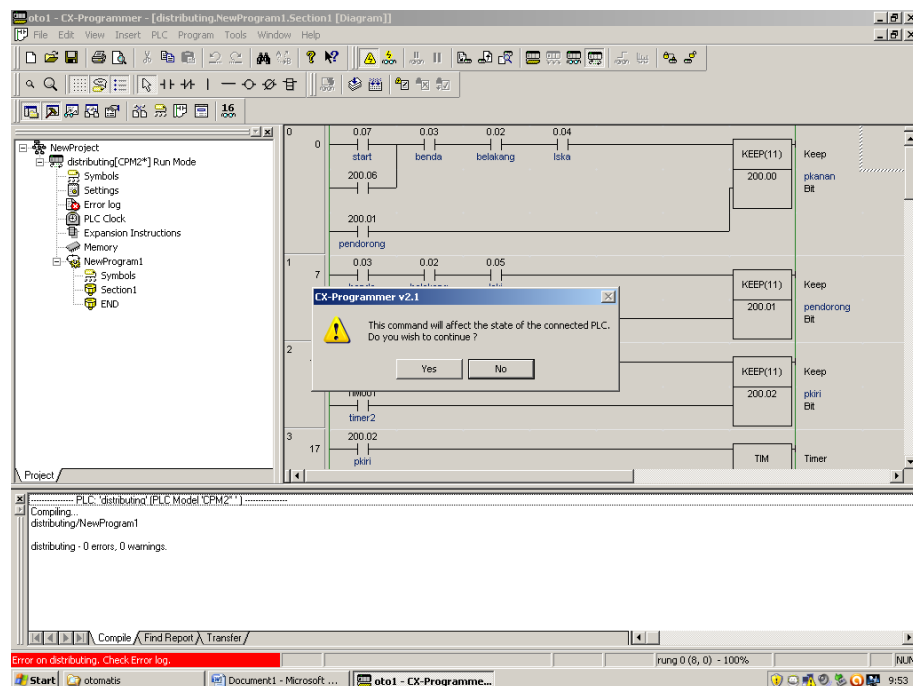 oto1 - CX-Programmer - [distributing.NewProgram1.Section1 [Diagram]]
File Edit View Insert PLC Program Tools Window Help
16
NewProject
distributing[CPM2*] Run Mode
Symbols
Settings
Error log
PLC Clock
Expansion Instructions
Memory
NewProgram1
Symbols
Section1
END
Project
0
0
0.07 0.03 0.02 0.04
start benda belakang lska
KEEP(11) Keep
200.06
200.00 pkanan
Bit
200.01
pendorong
1
7
0.03 0.02 0.05
KEEP(11) Keep
200.01 pendorong
Bit
CX-Programmer v2.1
This command will affect the state of the connected PLC.
Do you wish to continue ?
Yes No
2
KEEP(11) Keep
TIM001
timer2
200.02 pkiri
Bit
3
17
200.02
pkiri
TIM Timer
--------------- PLC: 'distributing' (PLC Model 'CPM2*' ) ---------------
Compiling...
distributing/NewProgram1
distributing - 0 errors, 0 warnings.
Compile Find Report Transfer
Error on distributing. Check Error log.
rung 0 (8, 0) - 100%
NUM
Start otomatis Document1 - Microsoft ... oto1 - CX-Programme... 9:53